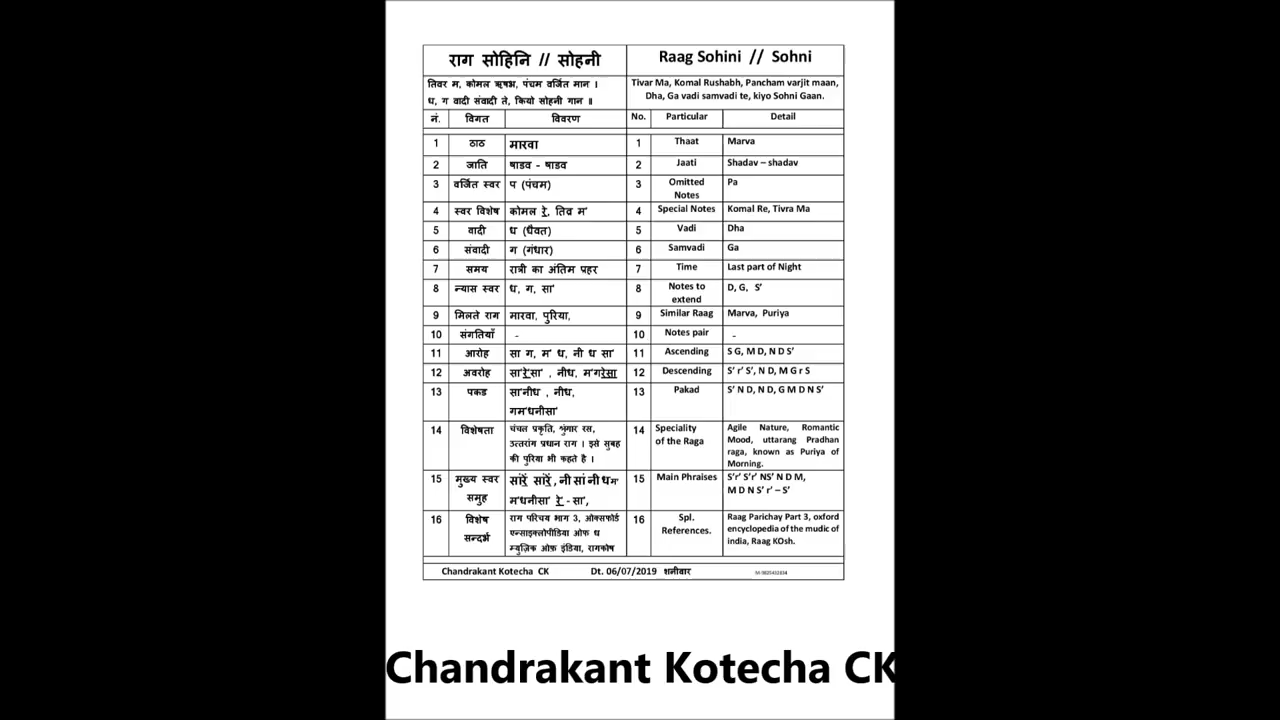 राग सोहिनि // सोहनी
Raag Sohini // Sohni
तिवर म, कोमल ऋषभ, पंचम वर्जित मान ।
ध, ग वादी संवादी ते, कियो सोहनी गान ॥
Tivar Ma, Komal Rushabh, Pancham varjit maan,
Dha, Ga vadi samvadi te, kiyo Sohni Gaan.
नं. विगत विवरण
No. Particular Detail
1 ठाठ मारवा
1 Thaat Marva
2 जाति षाडव - षाडव
2 Jaati Shadav – shadav
3 वर्जित स्वर प (पंचम)
3 Omitted Notes Pa
4 स्वर विशेष कोमल रे, तिव्र म'
4 Special Notes Komal Re, Tivra Ma
5 वादी ध (धैवत)
5 Vadi Dha
6 संवादी ग (गंधार)
6 Samvadi Ga
7 समय रात्री का अंतिम प्रहर
7 Time Last part of Night
8 न्यास स्वर ध, ग, सा'
8 Notes to extend D, G, S’
9 मिलते राग मारवा, पुरिया,
9 Similar Raag Marva, Puriya
10 संगतियाँ -
10 Notes pair -
11 आरोह सा ग, म' ध, नी ध सा'
11 Ascending S G, M D, N D S’
12 अवरोह सा'रे'सा' , नीध, म'गरेसा
12 Descending S’ r’ S’, N D, M G r S
13 पकड सा'नीध , नीध,
गम'धनीसा'
13 Pakad S’ N D, N D, G M D N S’
14 विशेषता चंचल प्रकृति, श्रुंगार रस,
उत्तरांग प्रधान राग । इसे सुबह
की पुरिया भी कहते है ।
14 Speciality of the Raga Agile Nature, Romantic
Mood, uttarang Pradhan
raga, known as Puriya of
Morning.
15 मुख्य स्वर समुह सांरें सांरें , नी सां नी ध म'
म'धनीसा' रे' - सा',
15 Main Phraises S’r’ S’r’ NS’ N D M,
M D N S’ r’ – S’
16 विशेष सन्दर्भ राग परिचय भाग 3, ओक्सफोर्ड
एन्साइक्लोपीडिया ओफ ध
म्युज़िक ओफ़ इंडिया, रागकोष
16 Spl. References. Raag Parichay Part 3, oxford
encyclopedia of the mudic of
india, Raag KOsh.
Chandrakant Kotecha CK Dt. 06/07/2019 शनीवार
Chandrakant Kotecha CK